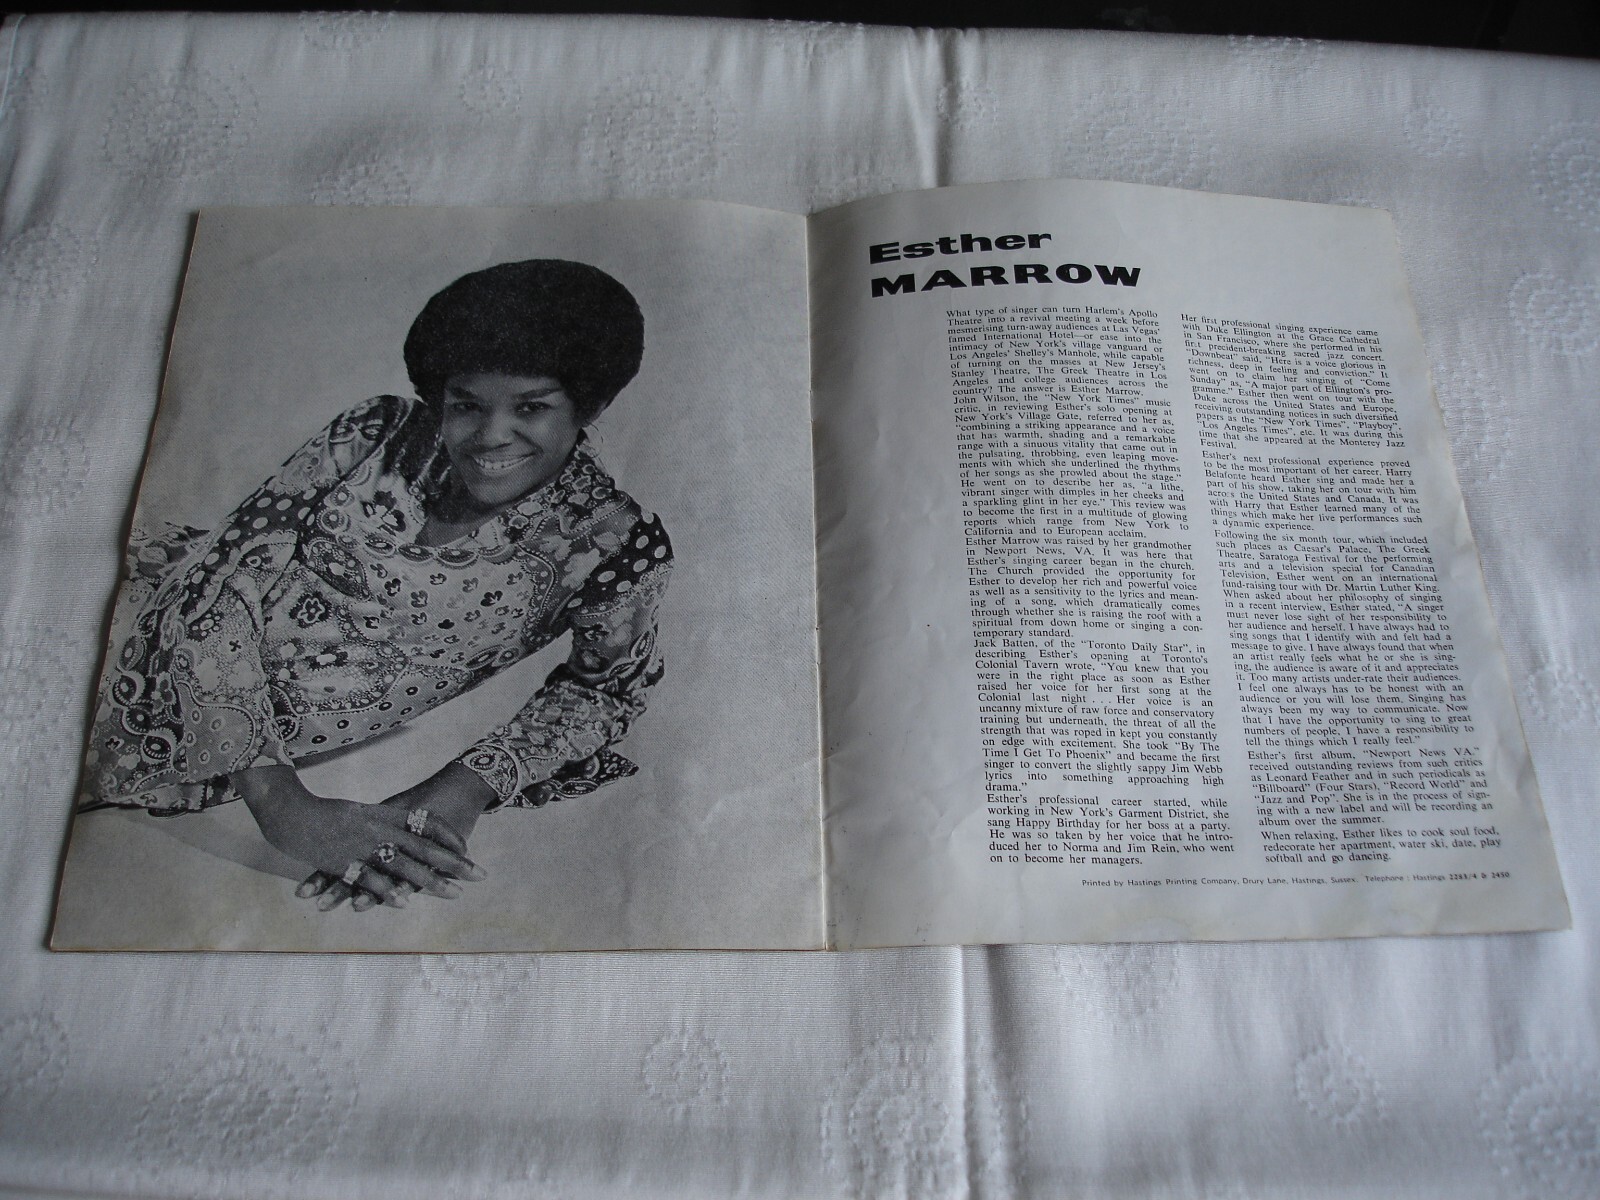 Esther
MARROW
What type of singer can turn Harlem's Apollo
Theatre into a revival meeting a week before
mesmerising turn-away audiences at Las Vegas'
famed International Hotel—or ease into the
intimacy of New York's village vanguard or
Los Angeles' Shelley's Manhole, while capable
of turning on the masses at New Jersey's
Stanley Theatre, The Greek Theatre in Los
Angeles and college audiences across the
country? The answer is Esther Marrow.
John Wilson, the "New York Times" music
critic, in reviewing Esther's solo opening at
New York's Village Gate, referred to her as,
"combining a striking appearance and a voice
that has warmth, shading and a remarkable
range with a sinuous vitality that came out in
the pulsating, throbbing, even leaping move-
ments with which she underlined the rhythms
of her songs as she prowled about the stage."
He went on to describe her as, "a lithe,
vibrant singer with dimples in her cheeks and
a sparkling glint in her eye." This review was
to become the first in a multitude of glowing
reports which range from New York to
California and to European acclaim.
Esther Marrow was raised by her grandmother
in Newport News, VA. It was here that
Esther's singing career began in the church.
The Church provided the opportunity for
Esther to develop her rich and powerful voice
as well as a sensitivity to the lyrics and mean-
ing of a song, which dramatically comes
through whether she is raising the roof with a
spiritual from down home or singing a con-
temporary standard.
Jack Batten, of the "Toronto Daily Star", in
describing Esther's opening at Toronto's
Colonial Tavern wrote, "You knew that you
were in the right place as soon as Esther
raised her voice for her first song at the
Colonial last night . . . Her voice is an
uncanny mixture of raw force and conservatory
training but underneath, the threat of all the
strength that was roped in kept you constantly
on edge with excitement. She took "By The
Time I Get To Phoenix" and became the first
singer to convert the slightly sappy Jim Webb
lyrics into something approaching high
drama."
Esther's professional career started, while
working in New York's Garment District, she
sang Happy Birthday for her boss at a party.
He was so taken by her voice that he intro-
duced her to Norma and Jim Rein, who went
on to become her managers.
Her first professional singing experience came
with Duke Ellington at the Grace Cathedral
in San Francisco, where she performed in his
first precident-breaking sacred jazz concert.
"Downbeat" said, "Here is a voice glorious in
richness, deep in feeling and conviction." It
went on to claim her singing of "Come
Sunday" as, "A major part of Ellington's pro-
gramme." Esther then went on tour with the
Duke across the United States and Europe,
receiving outstanding notices in such diversified
papers as the "New York Times", "Playboy",
"Los Angeles Times", etc. It was during this
time that she appeared at the Monterey Jazz
Festival.
Esther's next professional experience proved
to be the most important of her career. Harry
Belafonte heard Esther sing and made her a
part of his show, taking her on tour with him
across the United States and Canada. It was
with Harry that Esther learned many of the
things which make her live performances such
a dynamic experience.
Following the six month tour, which included
such places as Caesar's Palace, The Greek
Theatre, Saratoga Festival for the performing
arts and a television special for Canadian
Television, Esther went on an international
fund-raising tour with Dr. Martin Luther King.
When asked about her philosophy of singing
in a recent interview, Esther stated, "A singer
must never lose sight of her responsibility to
her audience and herself. I have always had to
sing songs that I identify with and felt had a
message to give. I have always found that when
an artist really feels what he or she is sing-
ing, the audience is aware of it and appreciates
it. Too many artists under-rate their audiences.
I feel one always has to be honest with an
audience or you will lose them. Singing has
always been my way to communicate. Now
that I have the opportunity to sing to great
numbers of people, I have a responsibility to
tell the things which I really feel."
Esther's first album, "Newport News VA."
received outstanding reviews from such critics
as Leonard Feather and in such periodicals as
"Billboard" (Four Stars), "Record World" and
"Jazz and Pop". She is in the process of sign-
ing with a new label and will be recording an
album over the summer.
When relaxing, Esther likes to cook soul food,
redecorate her apartment, water ski, date, play
softball and go dancing.
Printed by Hastings Printing Company, Drury Lane, Hastings, Sussex. Telephone : Hastings 2283/4 & 2450